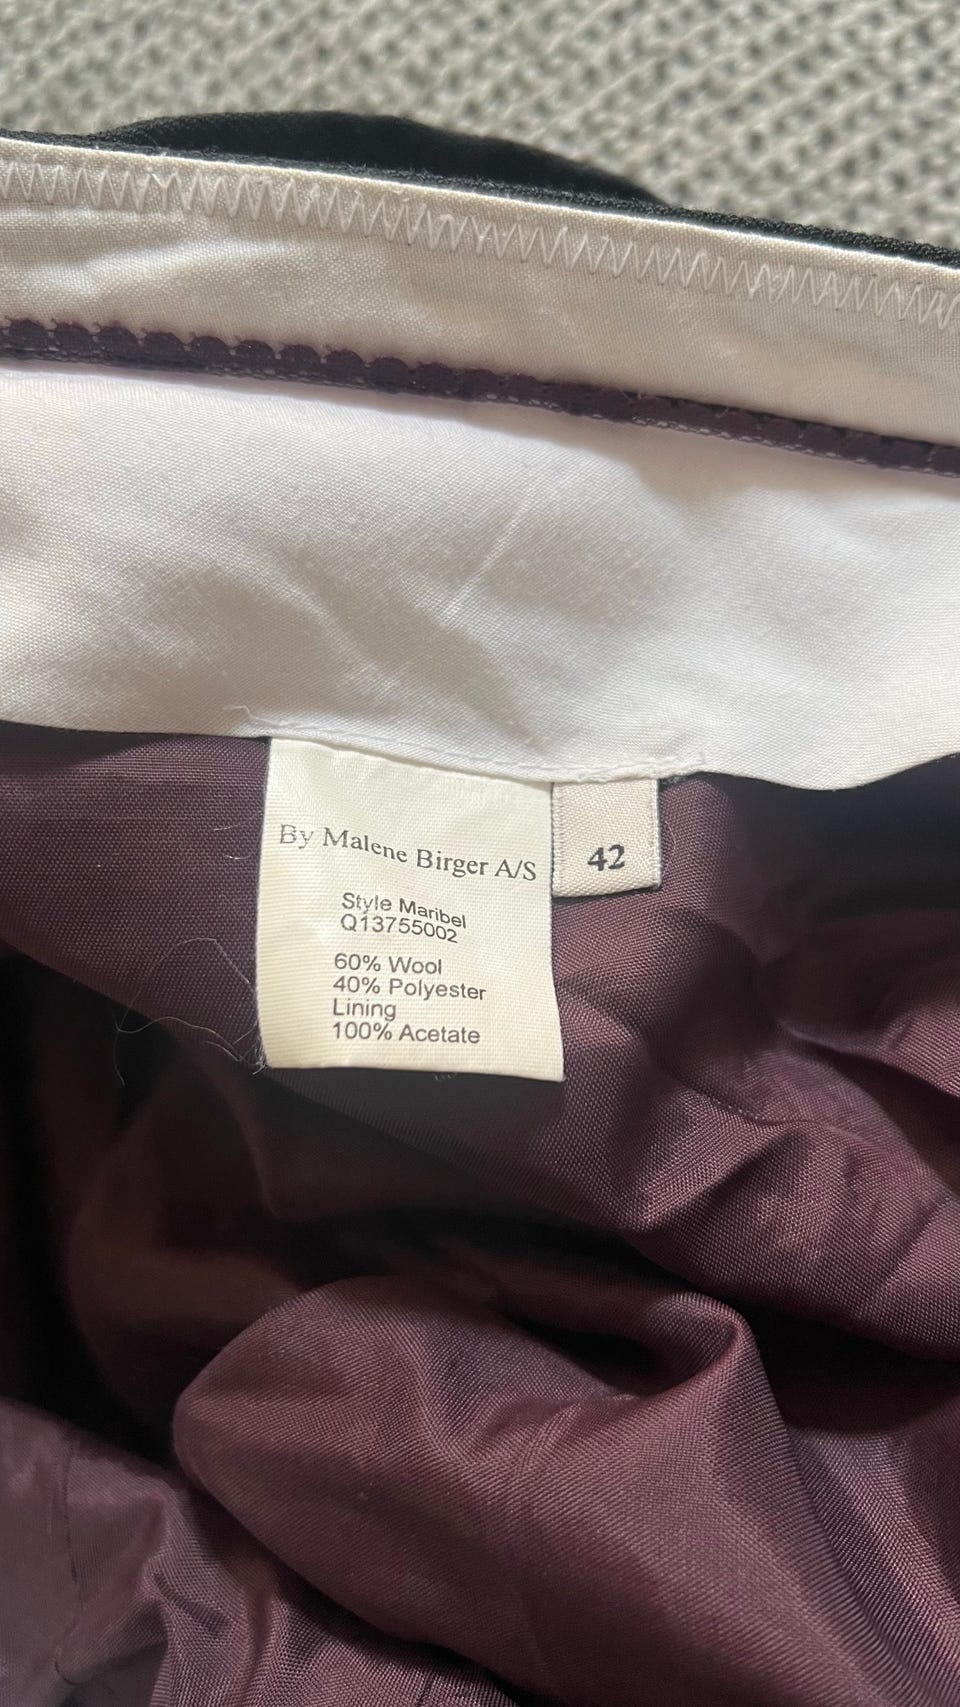 By Malene Birger A/S
42
Style Maribel
Q13755002
60% Wool
40% Polyester
Lining
100% Acetate